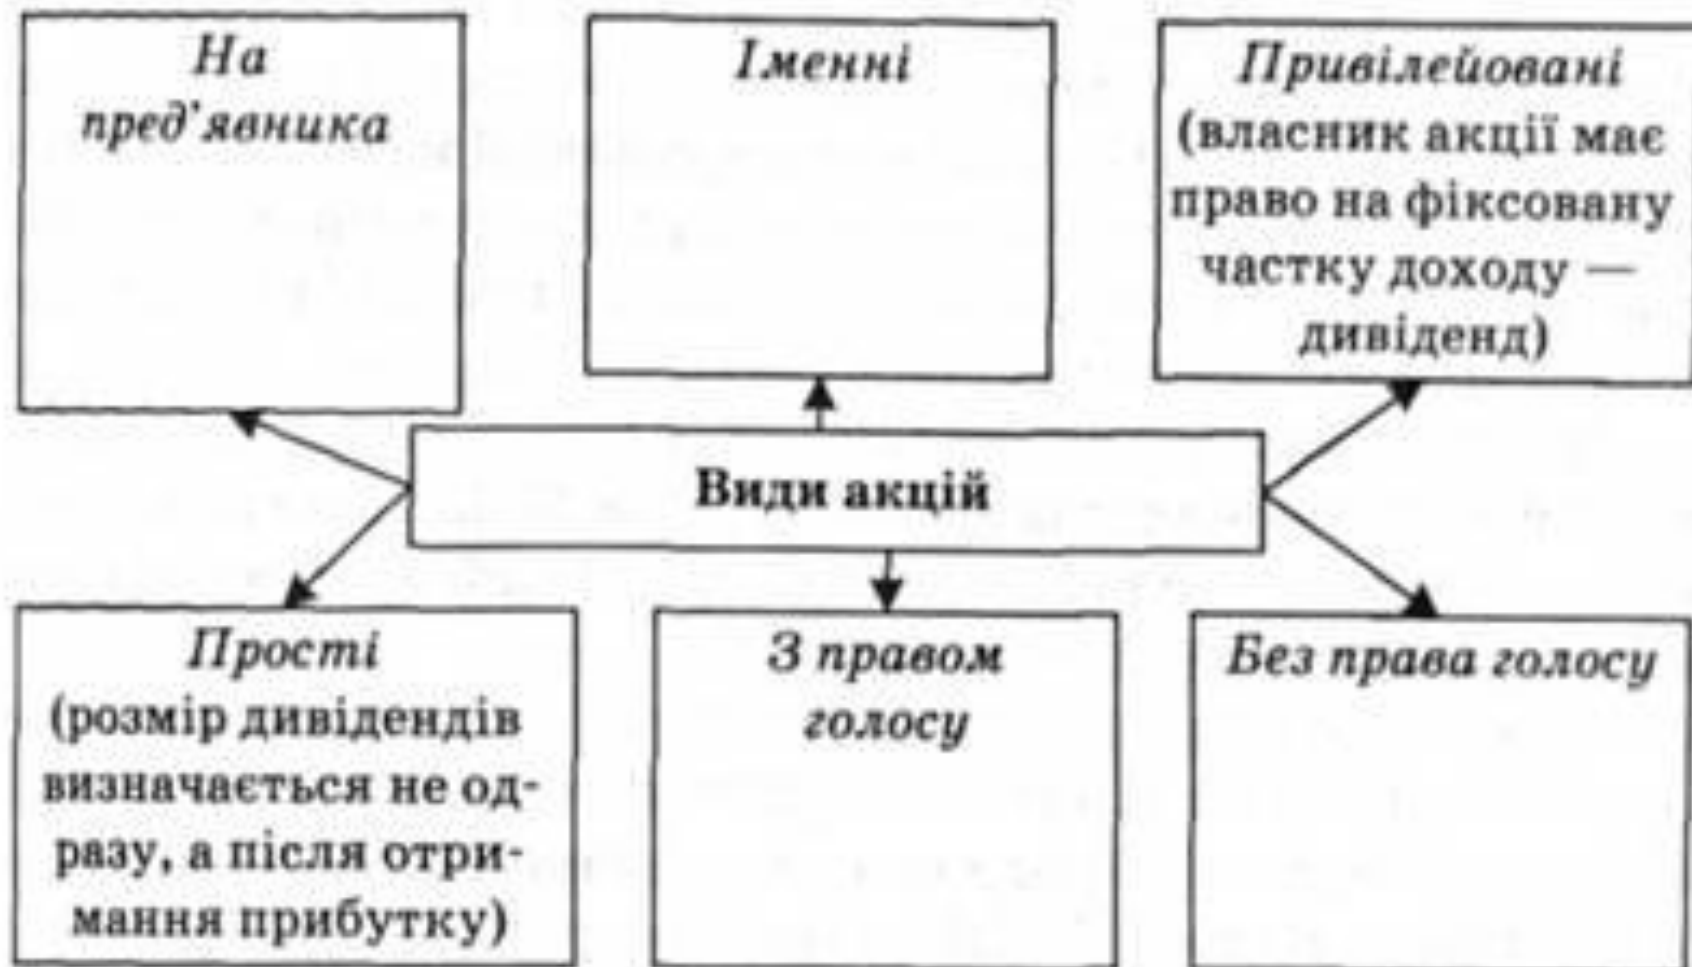 На
пред'явника
Іменні
Привілейовані
(власник акції має
право на фіксовану
частку доходу —
дивіденд)
Види акцій
Прості
(розмір дивідендів
визначається не од-
разу, а після отри-
мання прибутку)
З правом
голосу
Без права голосу